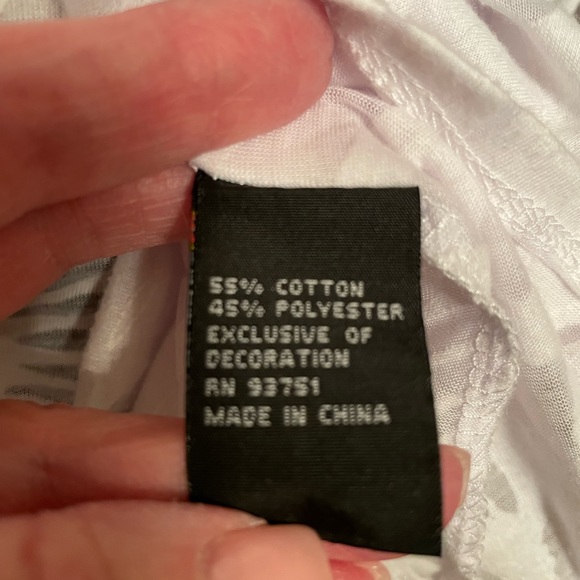 55% COTTON
45% POLYESTER
EXCLUSIVE OF
DECORATION
RN 93751
MADE IN CHINA